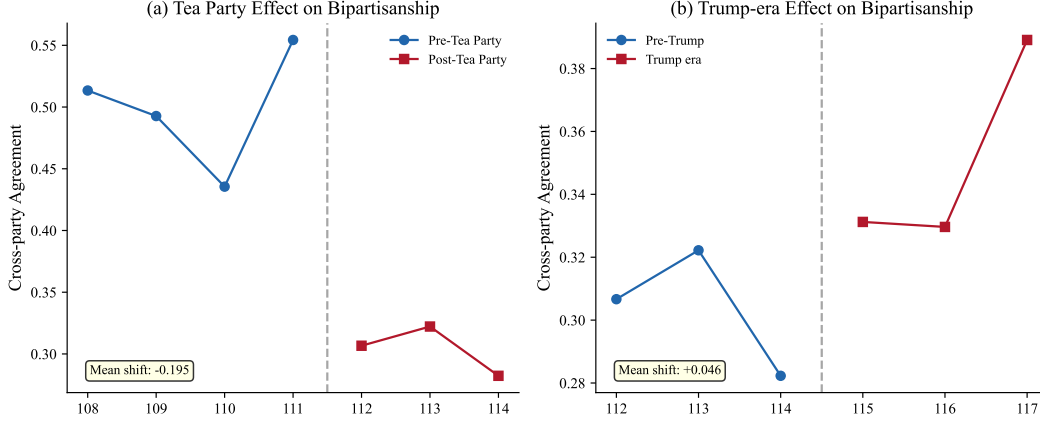 (a) Tea Party Effect on Bipartisanship
Cross-party Agreement
0.55
0.50
0.45
0.40
0.35
0.30
Pre-Tea Party
Post-Tea Party
Mean shift: -0.195
108 109 110 111 112 113 114
(b) Trump-era Effect on Bipartisanship
Cross-party Agreement
0.38
0.36
0.34
0.32
0.30
0.28
Pre-Trump
Trump era
Mean shift: +0.046
112 113 114 115 116 117